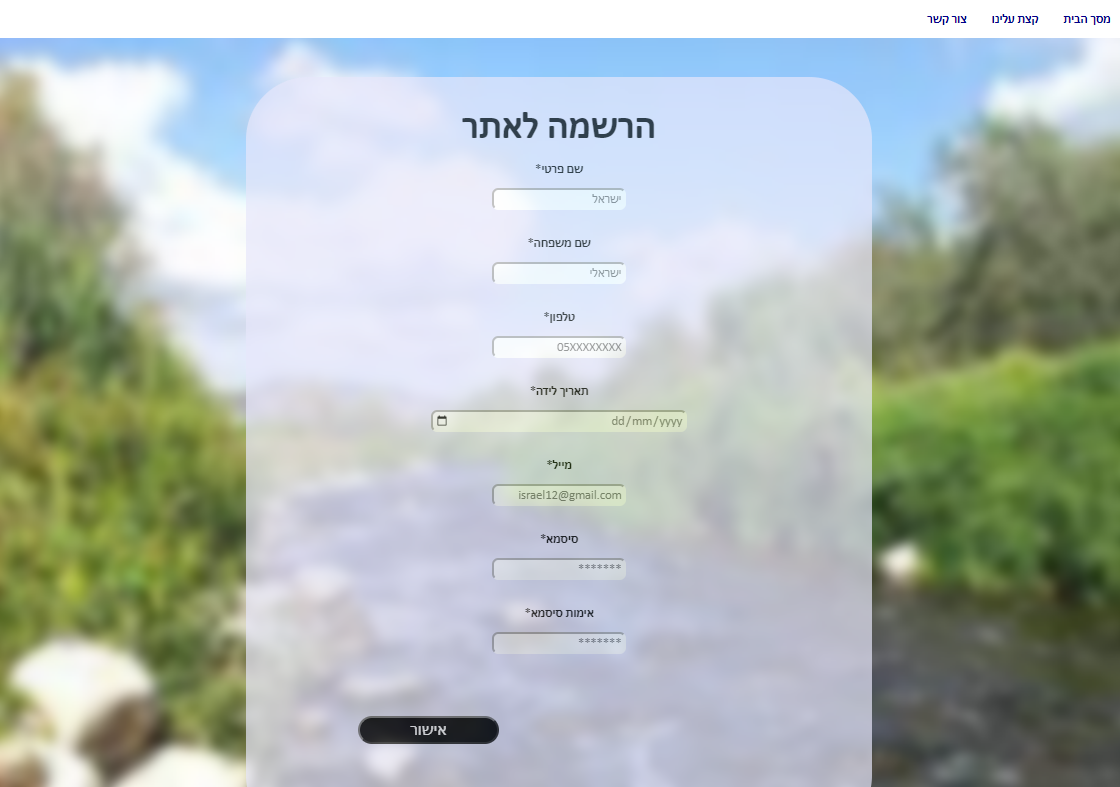 מסך הבית קצת עלינו צור קשר
הרשמה לאתר
שם פרטי*
ישראל
שם משפחה*
ישראלי
טלפון*
05XXXXXXXX
תאריך לידה*
dd/mm/yyyy
מייל*
israel12@gmail.com
סיסמא*
*******
אימות סיסמא*
*******
אישור